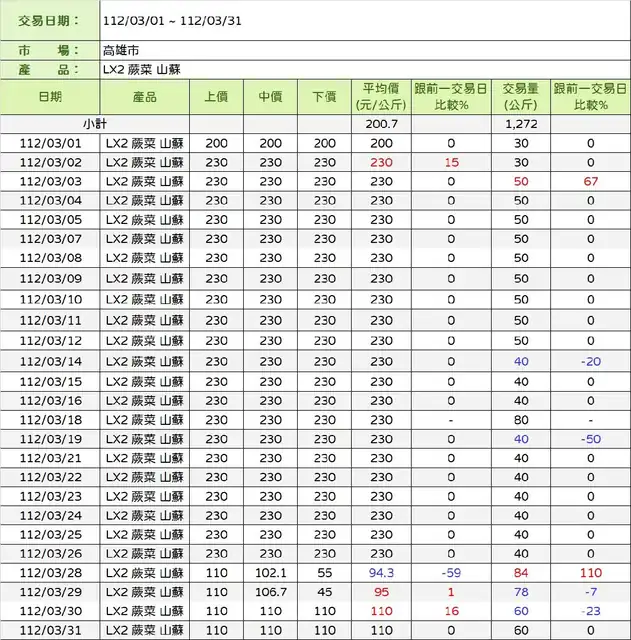 交易日期： 112/03/01 ~ 112/03/31
市 場： 高雄市
產 品： LX2 蕨菜 山蘇
日期 產品 上價 中價 下價 平均價(元/公斤) 跟前一交易日比較% 交易量(公斤) 跟前一交易日比較%
小計 200.7 1,272
112/03/01 LX2 蕨菜 山蘇 200 200 200 200 0 30 0
112/03/02 LX2 蕨菜 山蘇 230 230 230 230 15 30 0
112/03/03 LX2 蕨菜 山蘇 230 230 230 230 0 50 67
112/03/04 LX2 蕨菜 山蘇 230 230 230 230 0 50 0
112/03/05 LX2 蕨菜 山蘇 230 230 230 230 0 50 0
112/03/07 LX2 蕨菜 山蘇 230 230 230 230 0 50 0
112/03/08 LX2 蕨菜 山蘇 230 230 230 230 0 50 0
112/03/09 LX2 蕨菜 山蘇 230 230 230 230 0 50 0
112/03/10 LX2 蕨菜 山蘇 230 230 230 230 0 50 0
112/03/11 LX2 蕨菜 山蘇 230 230 230 230 0 50 0
112/03/12 LX2 蕨菜 山蘇 230 230 230 230 0 50 0
112/03/14 LX2 蕨菜 山蘇 230 230 230 230 0 40 -20
112/03/15 LX2 蕨菜 山蘇 230 230 230 230 0 40 0
112/03/16 LX2 蕨菜 山蘇 230 230 230 230 0 40 0
112/03/18 LX2 蕨菜 山蘇 230 230 230 230 - 80 -
112/03/19 LX2 蕨菜 山蘇 230 230 230 230 0 40 -50
112/03/21 LX2 蕨菜 山蘇 230 230 230 230 0 40 0
112/03/22 LX2 蕨菜 山蘇 230 230 230 230 0 40 0
112/03/23 LX2 蕨菜 山蘇 230 230 230 230 0 40 0
112/03/24 LX2 蕨菜 山蘇 230 230 230 230 0 40 0
112/03/25 LX2 蕨菜 山蘇 230 230 230 230 0 40 0
112/03/26 LX2 蕨菜 山蘇 230 230 230 230 0 40 0
112/03/28 LX2 蕨菜 山蘇 110 102.1 55 94.3 -59 84 110
112/03/29 LX2 蕨菜 山蘇 110 106.7 45 95 1 78 -7
112/03/30 LX2 蕨菜 山蘇 110 110 110 110 16 60 -23
112/03/31 LX2 蕨菜 山蘇 110 110 110 110 0 60 0